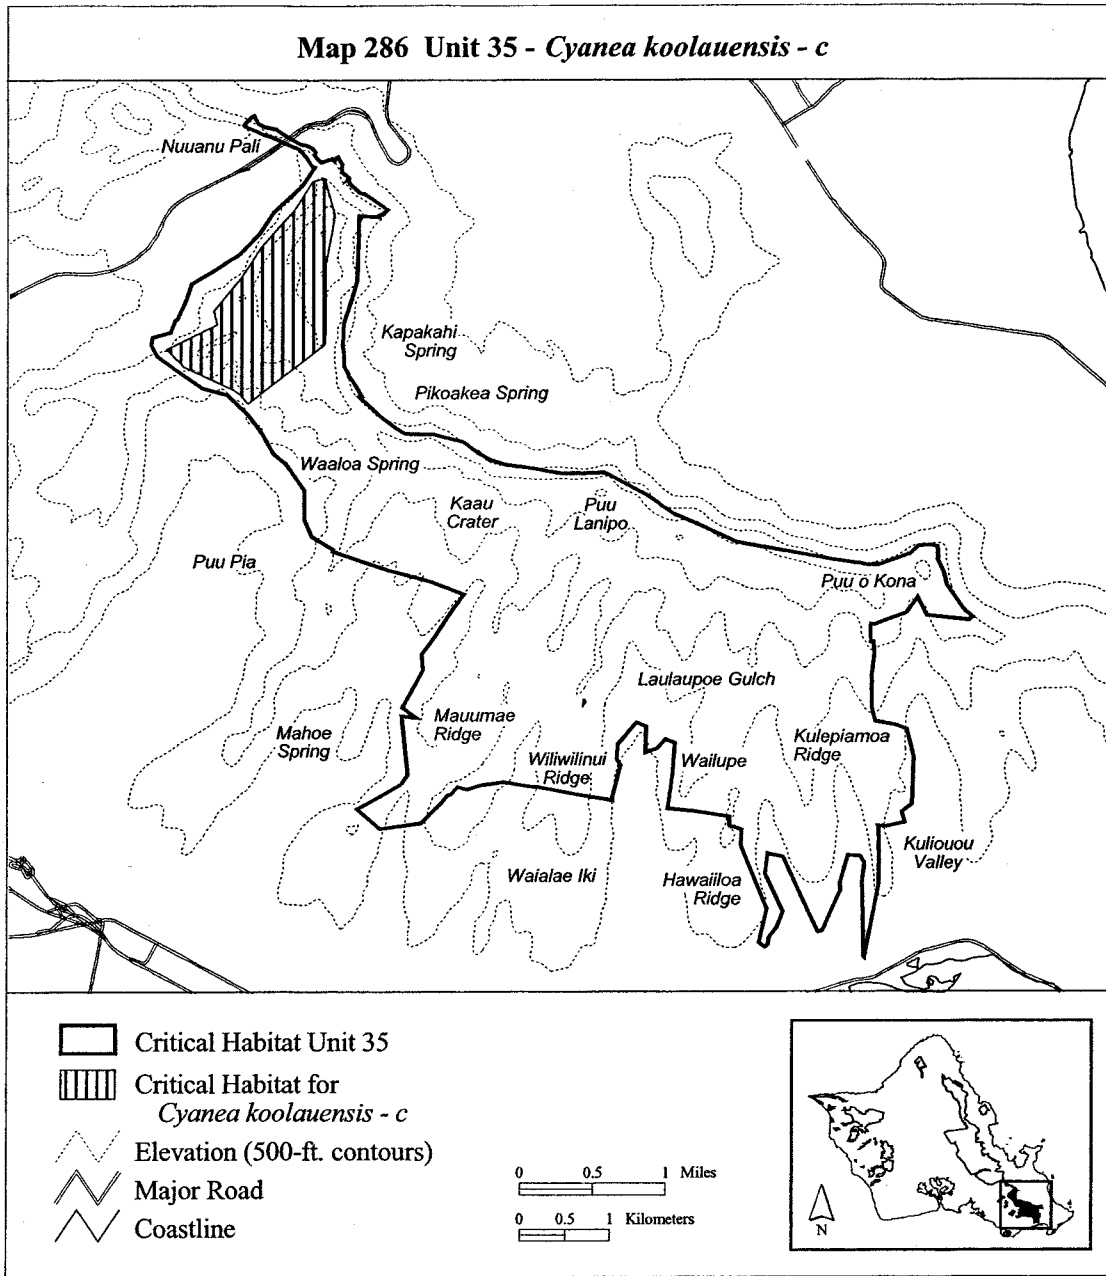 Map 286 Unit 35 - Cyanea koolauensis - c
Nuuanu Pali
Kapakahi
Spring
Pikoakea Spring
Waaloa Spring
Kaau
Crater
Puu
Lanipo
Puu Pia
Puu o Kona
Laulaupoe Gulch
Mahoe
Spring
Mauumae
Ridge
Wiliwilinui
Ridge
Wailupe
Kulepiamoa
Ridge
Waialae Iki
Hawaiiloa
Ridge
Kuliouou
Valley
Critical Habitat Unit 35
Critical Habitat for
Cyanea koolauensis - c
Elevation (500-ft. contours)
Major Road
Coastline
0 0.5 1 Miles
0 0.5 1 Kilometers
N